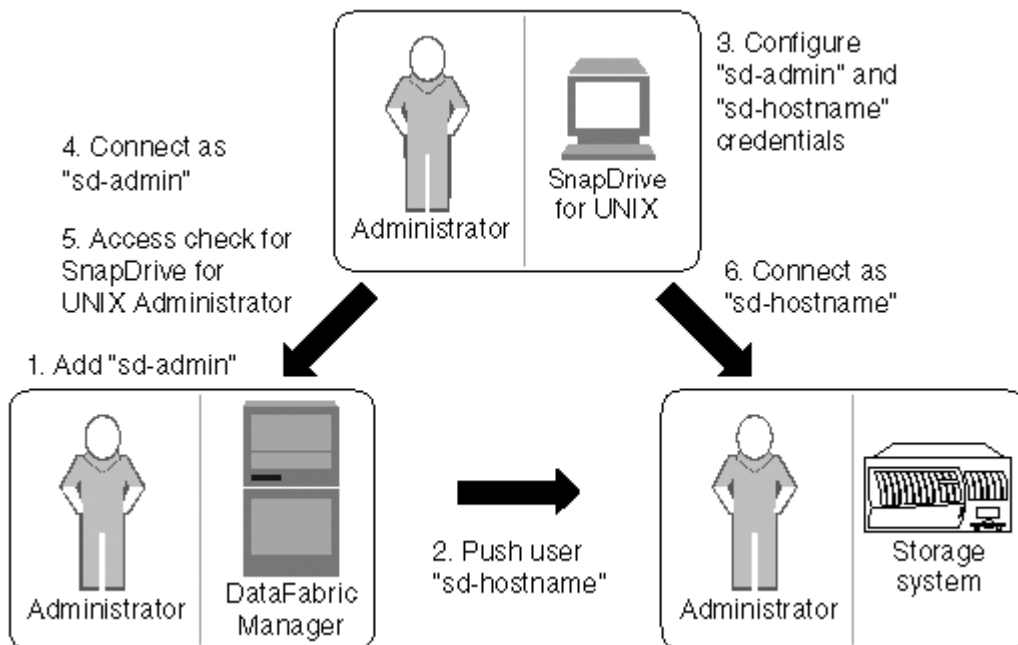 3. Configure
"sd-admin" and
"sd-hostname"
credentials
4. Connect as
"sd-admin"
SnapDrive
for UNIX
Administrator
5. Access check for
SnapDrive for
UNIX Administrator
6. Connect as
"sd-hostname"
1. Add "sd-admin"
2. Push user
"sd-hostname"
Administrator
DataFabric
Manager
Administrator
Storage
system